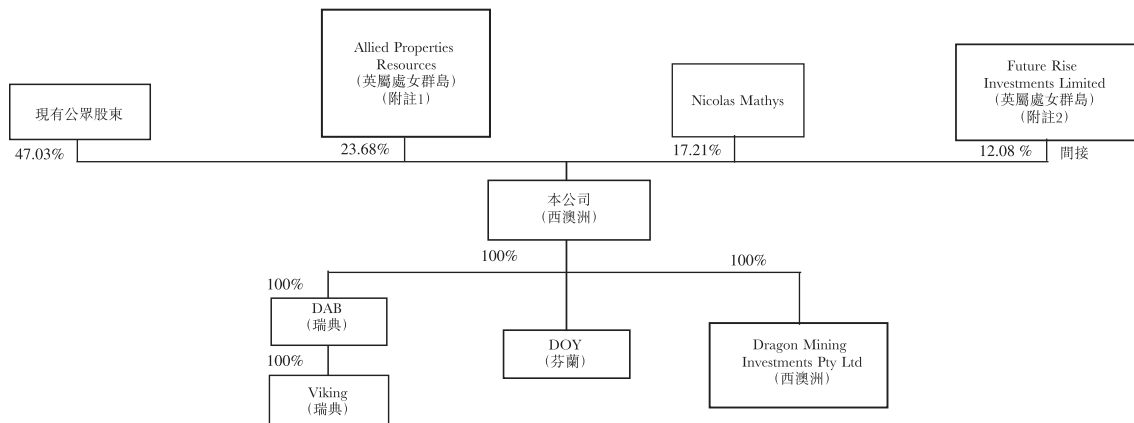 現有公眾股東
Allied Properties
Resources
(英屬處女群島)
(附註1)
Nicolas Mathys
Future Rise
Investments Limited
(英屬處女群島)
(附註2)
47.03%
23.68%
17.21%
12.08 %
間接
本公司
(西澳洲)
100%
100%
100%
DAB
(瑞典)
DOY
(芬蘭)
Dragon Mining
Investments Pty Ltd
(西澳洲)
100%
Viking
(瑞典)